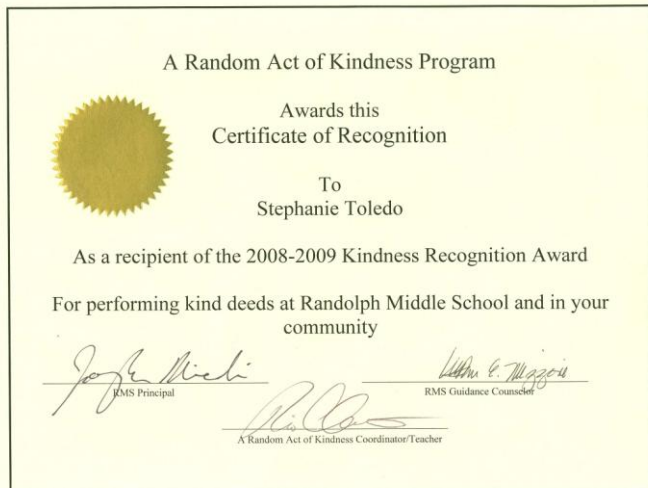 A Random Act of Kindness Program
Awards this
Certificate of Recognition
To
Stephanie Toledo
As a recipient of the 2008-2009 Kindness Recognition Award
For performing kind deeds at Randolph Middle School and in your
community
RMS Principal
RMS Guidance Counselor
A Random Act of Kindness Coordinator/Teacher